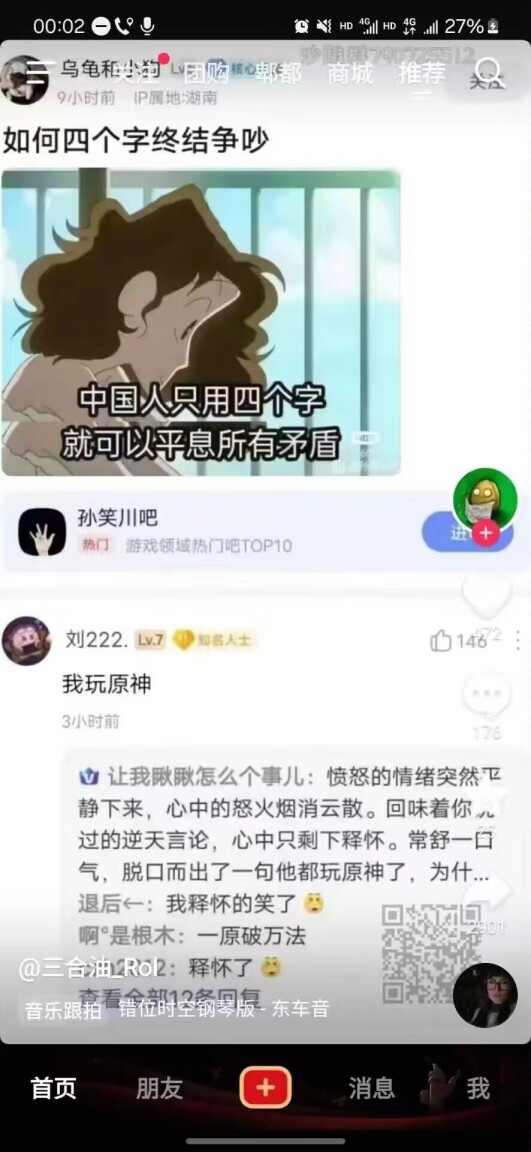 00:02 HD 4G HD 4G 27%
乌龟和小狗
关注 团购 郫都 商城 推荐
9小时前 IP属地:湖南
如何四个字终结争吵
中国人只用四个字
就可以平息所有矛盾
孙笑川吧
热门 游戏领域热门吧TOP10
刘222. Lv.7 知名人士 146
我玩原神
3小时前
176
让我瞅瞅怎么个事儿：愤怒的情绪突然平
静下来，心中的怒火烟消云散。回味着你说
过的逆天言论，心中只剩下释怀。常舒一口
气，脱口而出了一句他都玩原神了，为什...
退后←：我释怀的笑了
啊°是根木：一原破万法
2901
释怀了
@三合油_Rol
查看全部12条回复
音乐跟拍 错位时空钢琴版 - 东车音
首页 朋友 消息 我